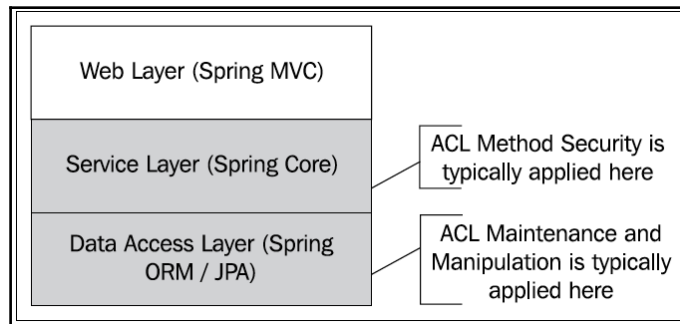 Web Layer (Spring MVC)
Service Layer (Spring Core)
ACL Method Security is
typically applied here
Data Access Layer (Spring
ORM / JPA)
ACL Maintenance and
Manipulation is typically
applied here